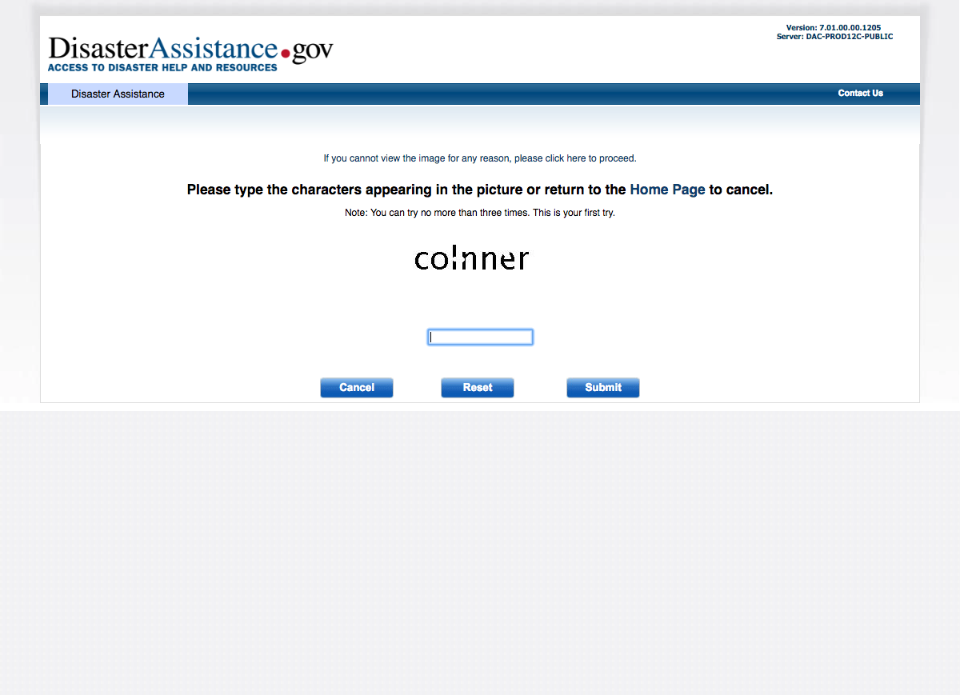 Version: 7.01.00.00.1205
Server: DAC-PROD12C-PUBLIC
DisasterAssistance.gov
ACCESS TO DISASTER HELP AND RESOURCES
Disaster Assistance
Contact Us
If you cannot view the image for any reason, please click here to proceed.
Please type the characters appearing in the picture or return to the Home Page to cancel.
Note: You can try no more than three times. This is your first try.
Cancel
Reset
Submit